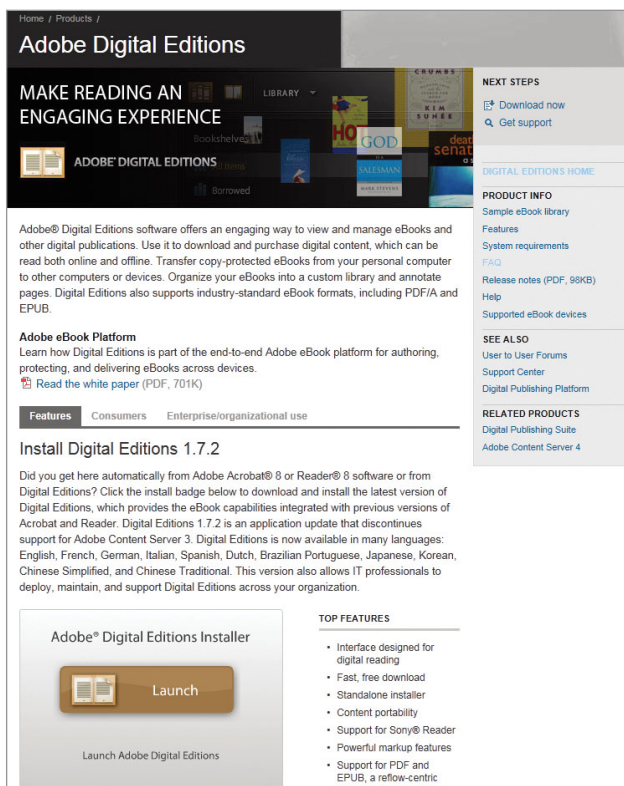 Home / Products /
Adobe Digital Editions
MAKE READING AN
ENGAGING EXPERIENCE
LIBRARY
Bookshelves
All Items
Borrowed
ADOBE® DIGITAL EDITIONS
CRUMBS
KIM
SUNÉE
HOT
GOD
IS A
SALESMAN
MARK STEVENS
death
senat
NEXT STEPS
Download now
Get support
DIGITAL EDITIONS HOME
PRODUCT INFO
Sample eBook library
Features
System requirements
FAQ
Release notes (PDF, 98KB)
Help
Supported eBook devices
SEE ALSO
User to User Forums
Support Center
Digital Publishing Platform
RELATED PRODUCTS
Digital Publishing Suite
Adobe Content Server 4
Adobe® Digital Editions software offers an engaging way to view and manage eBooks and
other digital publications. Use it to download and purchase digital content, which can be
read both online and offline. Transfer copy-protected eBooks from your personal computer
to other computers or devices. Organize your eBooks into a custom library and annotate
pages. Digital Editions also supports industry-standard eBook formats, including PDF/A and
EPUB.
Adobe eBook Platform
Learn how Digital Editions is part of the end-to-end Adobe eBook platform for authoring,
protecting, and delivering eBooks across devices.
Read the white paper (PDF, 701K)
Features Consumers Enterprise/organizational use
Install Digital Editions 1.7.2
Did you get here automatically from Adobe Acrobat® 8 or Reader® 8 software or from
Digital Editions? Click the install badge below to download and install the latest version of
Digital Editions, which provides the eBook capabilities integrated with previous versions of
Acrobat and Reader. Digital Editions 1.7.2 is an application update that discontinues
support for Adobe Content Server 3. Digital Editions is now available in many languages:
English, French, German, Italian, Spanish, Dutch, Brazilian Portuguese, Japanese, Korean,
Chinese Simplified, and Chinese Traditional. This version also allows IT professionals to
deploy, maintain, and support Digital Editions across your organization.
Adobe® Digital Editions Installer
Launch
Launch Adobe Digital Editions
TOP FEATURES
• Interface designed for
digital reading
• Fast, free download
• Standalone installer
• Content portability
• Support for Sony® Reader
• Powerful markup features
• Support for PDF and
EPUB, a reflow-centric